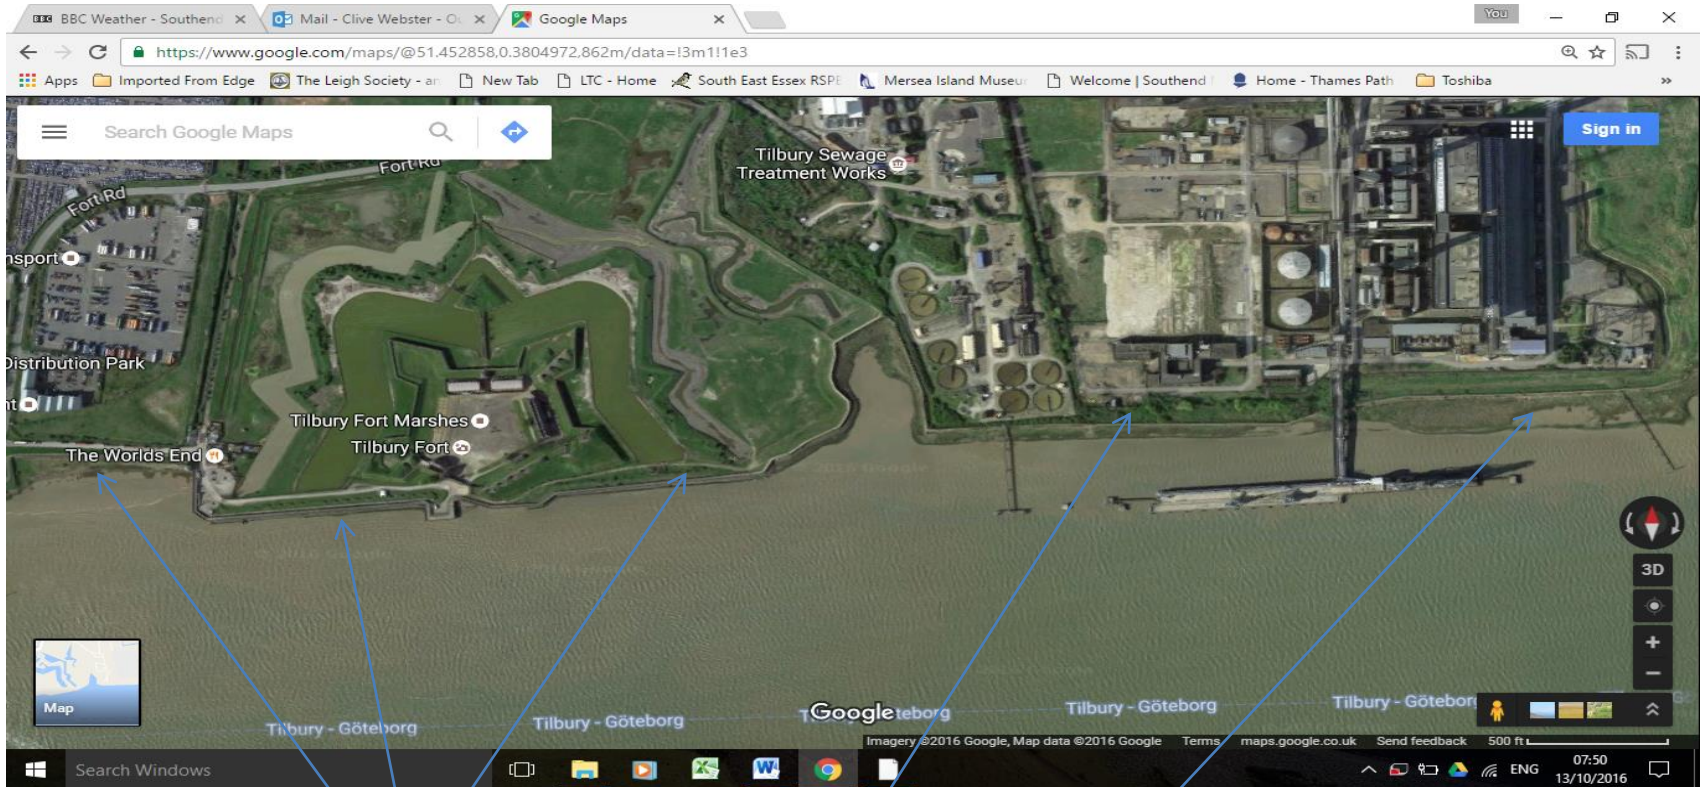 BBC BBC Weather - Southend
Mail - Clive Webster - Ou
Google Maps
You
https://www.google.com/maps/@51.452858,0.3804972,862m/data=!3m1!1e3
Apps
Imported From Edge
The Leigh Society - an
New Tab
LTC - Home
South East Essex RSPB
Mersea Island Museu
Welcome | Southend
Home - Thames Path
Toshiba
Search Google Maps
Sign in
Fort Rd
Fort Rd
Tilbury Sewage
Treatment Works
nsport
Distribution Park
nt
Tilbury Fort Marshes
Tilbury Fort
The Worlds End
3D
Map
Tilbury - Göteborg
Tilbury - Göteborg
Google
teborg
Tilbury - Göteborg
Tilbury - Göteborg
Imagery ©2016 Google, Map data ©2016 Google Terms maps.google.co.uk Send feedback 500 ft
Search Windows
ENG
07:50
13/10/2016